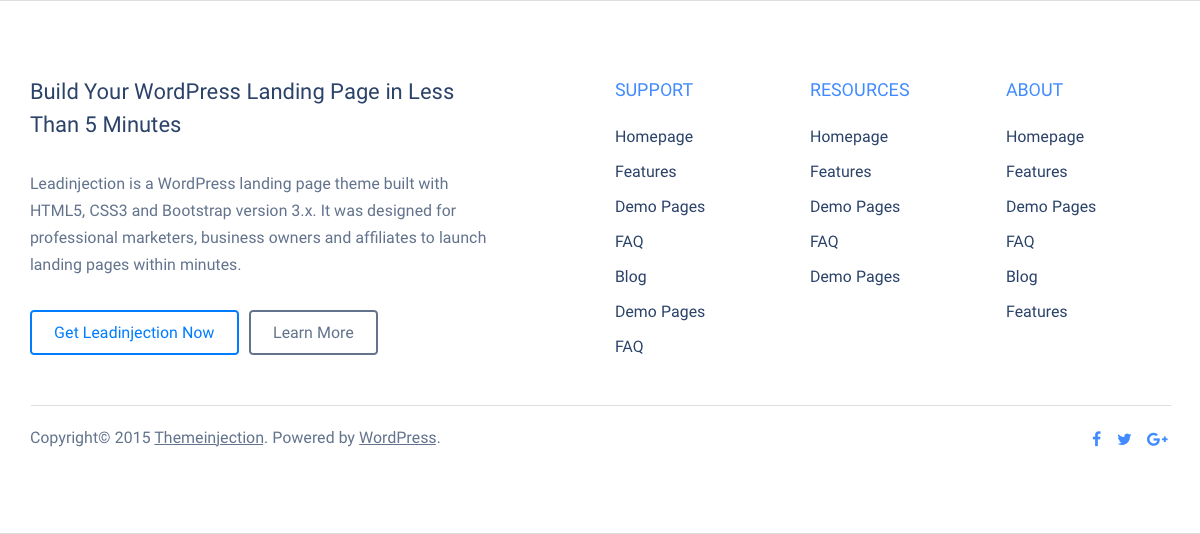 Build Your WordPress Landing Page in Less
Than 5 Minutes
Leadinjection is a WordPress landing page theme built with
HTML5, CSS3 and Bootstrap version 3.x. It was designed for
professional marketers, business owners and affiliates to launch
landing pages within minutes.
Get Leadinjection Now
Learn More
SUPPORT
Homepage
Features
Demo Pages
FAQ
Blog
Demo Pages
FAQ
RESOURCES
Homepage
Features
Demo Pages
FAQ
Demo Pages
ABOUT
Homepage
Features
Demo Pages
FAQ
Blog
Features
Copyright© 2015 Themeinjection. Powered by WordPress.